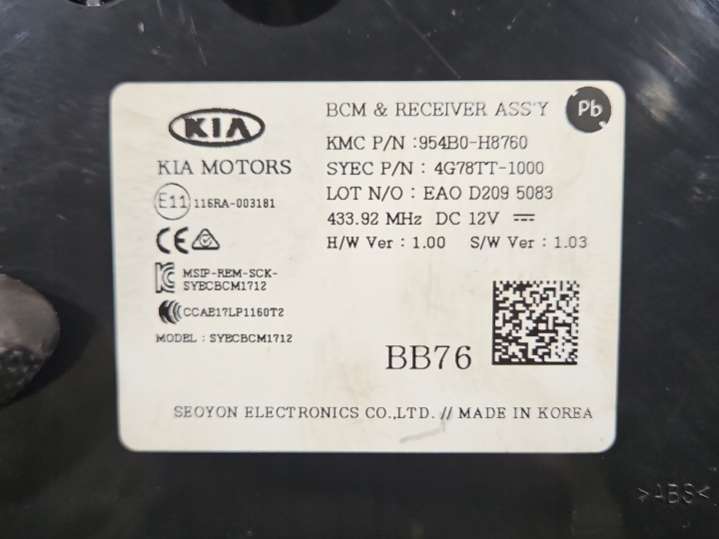 KIA
KIA MOTORS
E11 116RA-003181
CE
MSIP-REM-SCK-
SYECBCM1712
CCAE17LP1160T2
MODEL : SYECBCM1712
BCM & RECEIVER ASS'Y Pb
KMC P/N :954B0-H8760
SYEC P/N : 4G78TT-1000
LOT N/O : EAO D209 5083
433.92 MHz DC 12V
H/W Ver : 1.00 S/W Ver : 1.03
BB76
SEOYON ELECTRONICS CO.,LTD. // MADE IN KOREA
>ABS<